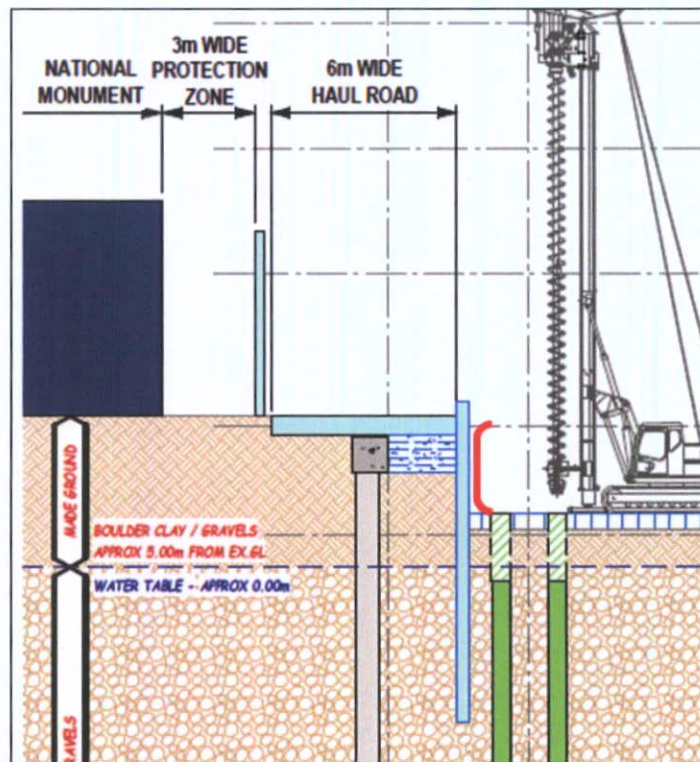 NATIONAL
MONUMENT
3m WIDE
PROTECTION
ZONE
6m WIDE
HAUL ROAD
MADE GROUND
BOULDER CLAY / GRAVELS
APPROX 5.00m FROM EX.GL
WATER TABLE - APPROX 0.00m
RAVELS